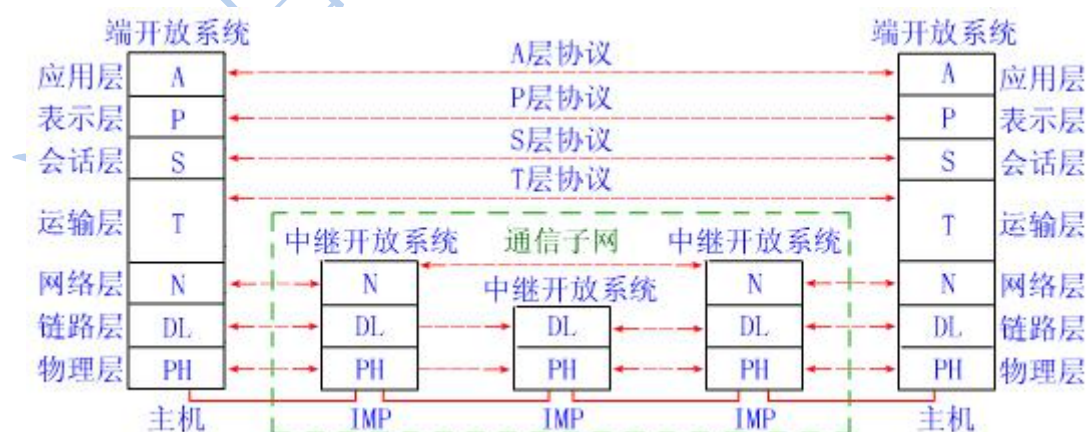 端开放系统 端开放系统
A层协议
应用层 A A 应用层
P层协议
表示层 P P 表示层
S层协议
会话层 S S 会话层
T层协议
运输层 T T 运输层
中继开放系统 通信子网 中继开放系统
网络层 N N N N 网络层
中继开放系统
链路层 DL DL DL DL DL 链路层
物理层 PH PH PH PH PH 物理层
主机 IMP IMP IMP 主机